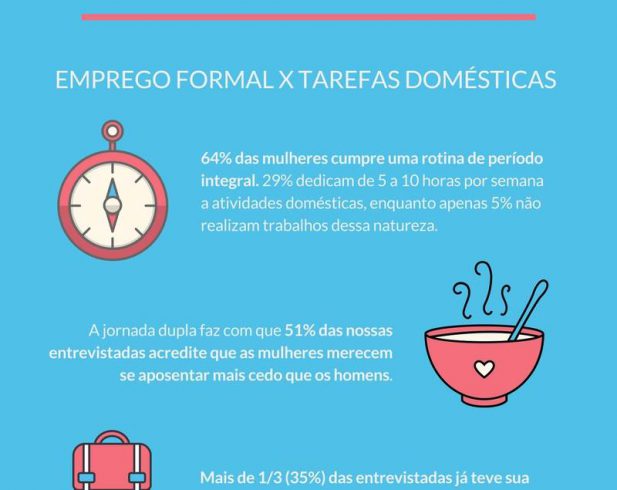 EMPREGO FORMAL X TAREFAS DOMÉSTICAS
64% das mulheres cumpre uma rotina de período
integral. 29% dedicam de 5 a 10 horas por semana
a atividades domésticas, enquanto apenas 5% não
realizam trabalhos dessa natureza.
A jornada dupla faz com que 51% das nossas
entrevistadas acredite que as mulheres merecem
se aposentar mais cedo que os homens.
Mais de 1/3 (35%) das entrevistadas já teve sua